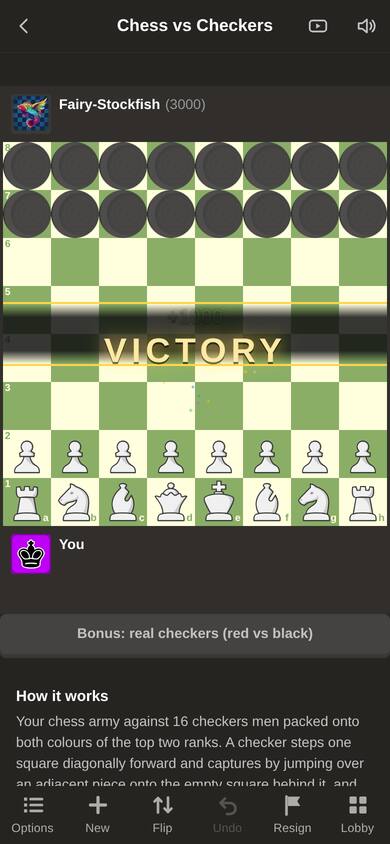 Chess vs Checkers
Fairy-Stockfish (3000)
8
7
6
5
4
VICTORY
3
2
1
a b c d e f g h
You
Bonus: real checkers (red vs black)
How it works
Your chess army against 16 checkers men packed onto
both colours of the top two ranks. A checker steps one
square diagonally forward and captures by jumping over
an adjacent piece onto the empty square behind it, and
Options New Flip Undo Resign Lobby